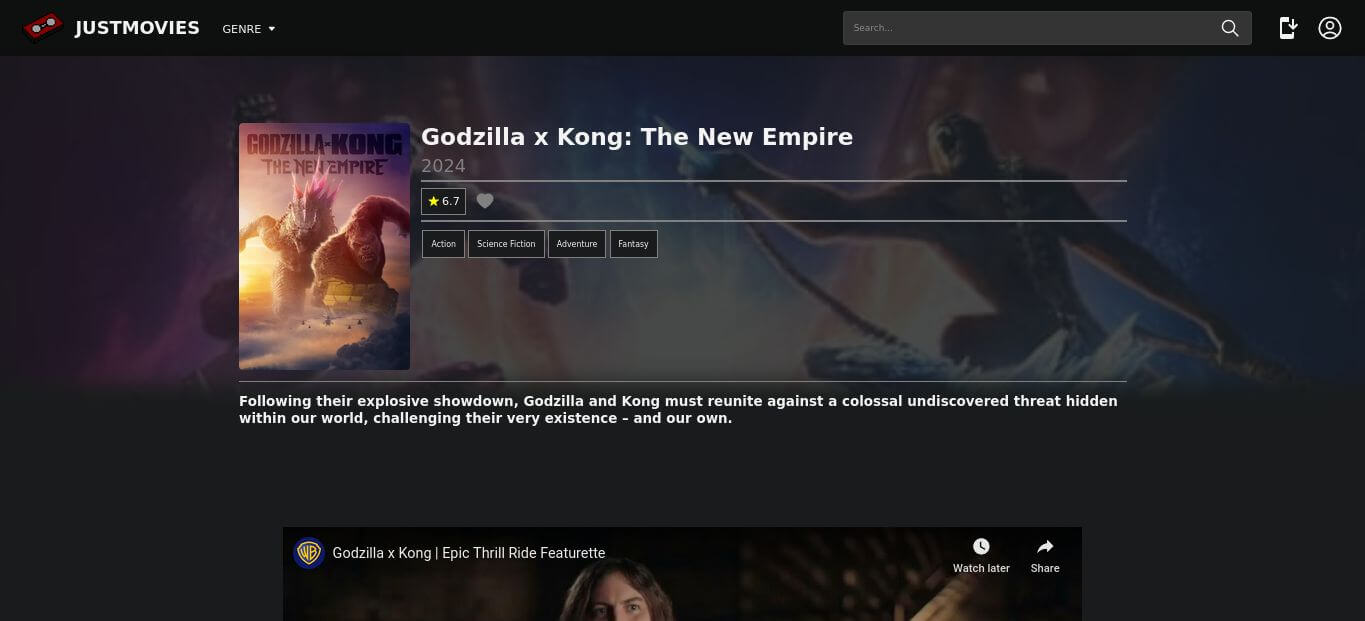 JUSTMOVIES
GENRE
Search...
GODZILLA x KONG
THE NEW EMPIRE
Godzilla x Kong: The New Empire
2024
6.7
Action
Science Fiction
Adventure
Fantasy
Following their explosive showdown, Godzilla and Kong must reunite against a colossal undiscovered threat hidden
within our world, challenging their very existence – and our own.
WB
Godzilla x Kong | Epic Thrill Ride Featurette
Watch later
Share